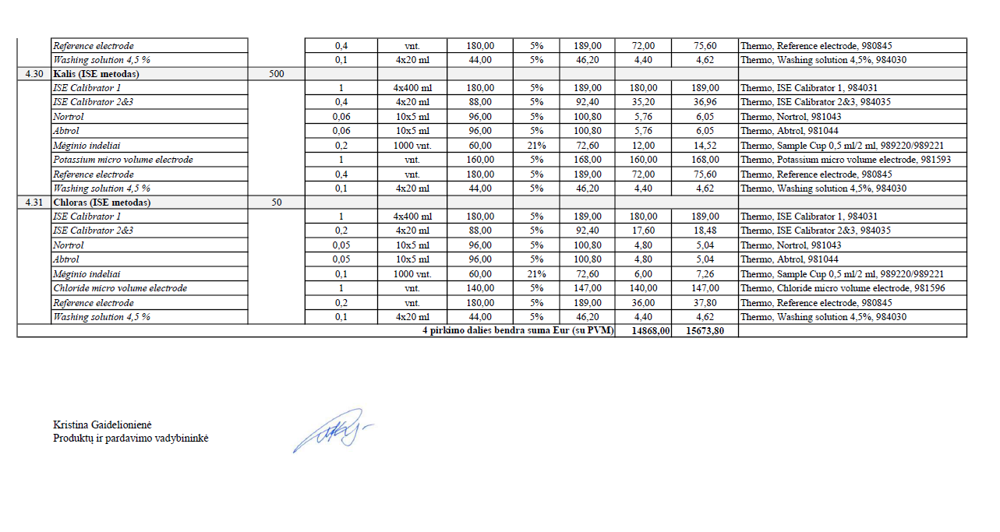 Reference electrode 0,4 vnt. 180,00 5% 189,00 72,00 75,60 Thermo, Reference electrode, 980845
Washing solution 4,5 % 0,1 4x20 ml 44,00 5% 46,20 4,40 4,62 Thermo, Washing solution 4,5%, 984030
4.30 Kalis (ISE metodas) 500
ISE Calibrator 1 1 4x400 ml 180,00 5% 189,00 180,00 189,00 Thermo, ISE Calibrator 1, 984031
ISE Calibrator 2&3 0,4 4x20 ml 88,00 5% 92,40 35,20 36,96 Thermo, ISE Calibrator 2&3, 984035
Nortrol 0,06 10x5 ml 96,00 5% 100,80 5,76 6,05 Thermo, Nortrol, 981043
Abtrol 0,06 10x5 ml 96,00 5% 100,80 5,76 6,05 Thermo, Abtrol, 981044
Mėginio indeliai 0,2 1000 vnt. 60,00 21% 72,60 12,00 14,52 Thermo, Sample Cup 0,5 ml/2 ml, 989220/989221
Potassium micro volume electrode 1 vnt. 160,00 5% 168,00 160,00 168,00 Thermo, Potassium micro volume electrode, 981593
Reference electrode 0,4 vnt. 180,00 5% 189,00 72,00 75,60 Thermo, Reference electrode, 980845
Washing solution 4,5 % 0,1 4x20 ml 44,00 5% 46,20 4,40 4,62 Thermo, Washing solution 4,5%, 984030
4.31 Chloras (ISE metodas) 50
ISE Calibrator 1 1 4x400 ml 180,00 5% 189,00 180,00 189,00 Thermo, ISE Calibrator 1, 984031
ISE Calibrator 2&3 0,2 4x20 ml 88,00 5% 92,40 17,60 18,48 Thermo, ISE Calibrator 2&3, 984035
Nortrol 0,05 10x5 ml 96,00 5% 100,80 4,80 5,04 Thermo, Nortrol, 981043
Abtrol 0,05 10x5 ml 96,00 5% 100,80 4,80 5,04 Thermo, Abtrol, 981044
Mėginio indeliai 0,1 1000 vnt. 60,00 21% 72,60 6,00 7,26 Thermo, Sample Cup 0,5 ml/2 ml, 989220/989221
Chloride micro volume electrode 1 vnt. 140,00 5% 147,00 140,00 147,00 Thermo, Chloride micro volume electrode, 981596
Reference electrode 0,2 vnt. 180,00 5% 189,00 36,00 37,80 Thermo, Reference electrode, 980845
Washing solution 4,5 % 0,1 4x20 ml 44,00 5% 46,20 4,40 4,62 Thermo, Washing solution 4,5%, 984030
4 pirkimo dalies bendra suma Eur (su PVM) 14868,00 15673,80
Kristina Gaidelionienė
Produktų ir pardavimo vadybininkė